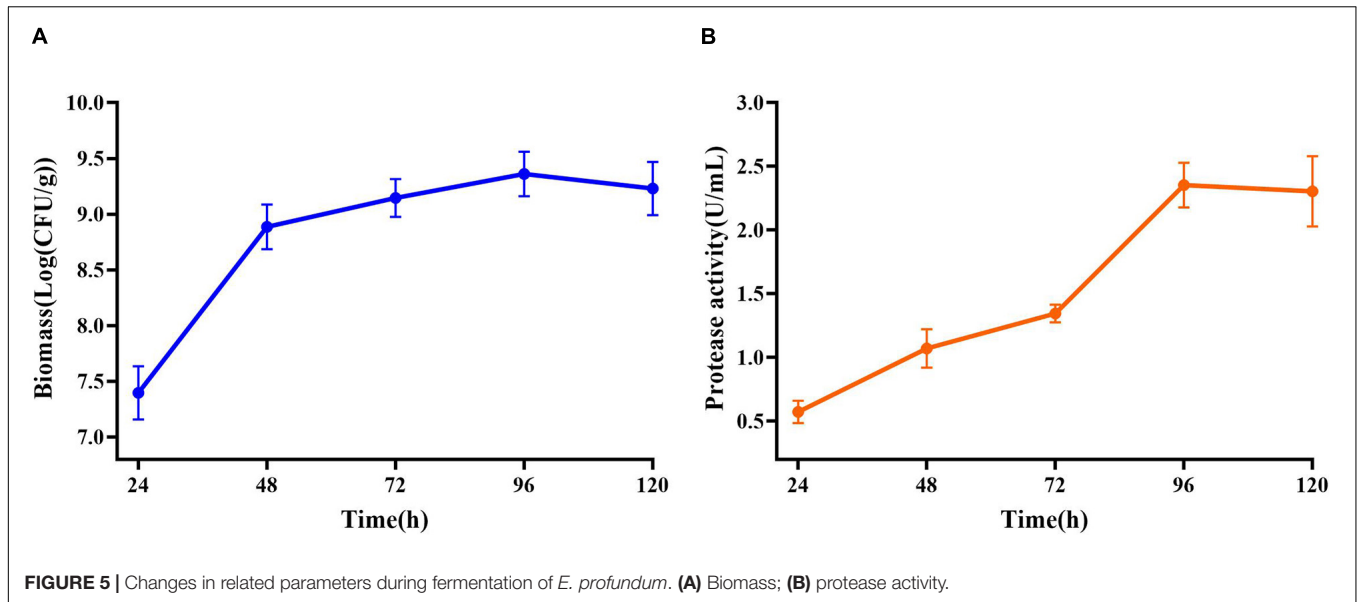 A
Biomass(Log(CFU/g))
10.0
9.5
9.0
8.5
8.0
7.5
7.0
24 48 72 96 120
Time(h)
B
Protease activity(U/mL)
3.0
2.5
2.0
1.5
1.0
0.5
24 48 72 96 120
Time(h)
FIGURE 5 | Changes in related parameters during fermentation of E. profundum. (A) Biomass; (B) protease activity.